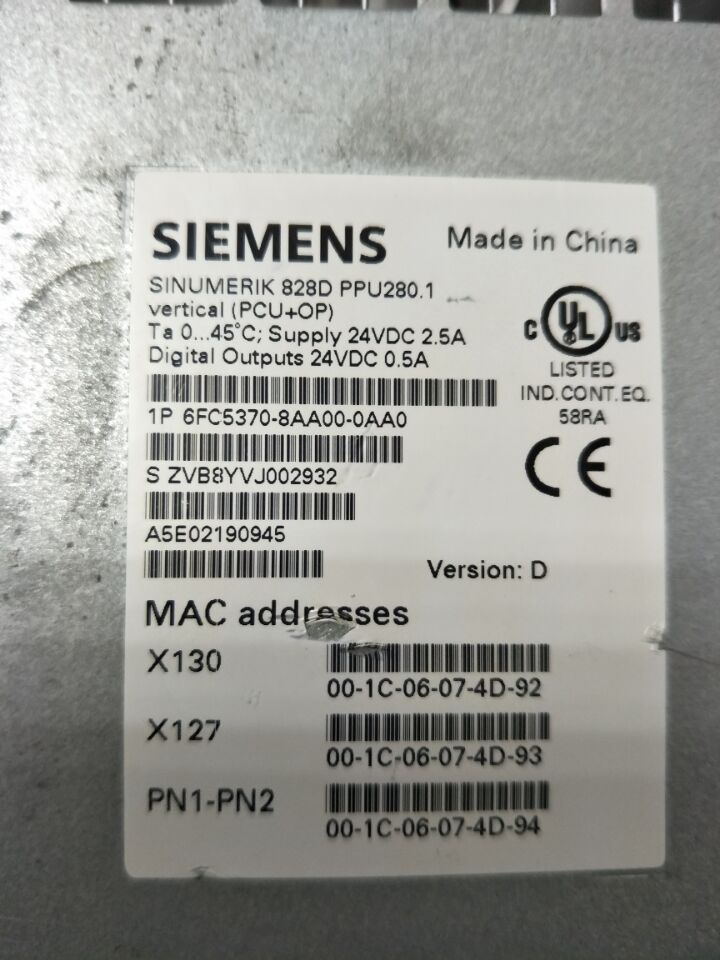 SIEMENS
Made in China
SINUMERIK 828D PPU280.1
vertical (PCU+OP)
Ta 0...45°C; Supply 24VDC 2.5A
Digital Outputs 24VDC 0.5A
C UL US
LISTED
IND.CONT.EQ.
58RA
1P 6FC5370-8AA00-0AA0
S ZVB8YVJ002932
CE
A5E02190945
Version: D
MAC addresses
X130
00-1C-06-07-4D-92
X127
00-1C-06-07-4D-93
PN1-PN2
00-1C-06-07-4D-94